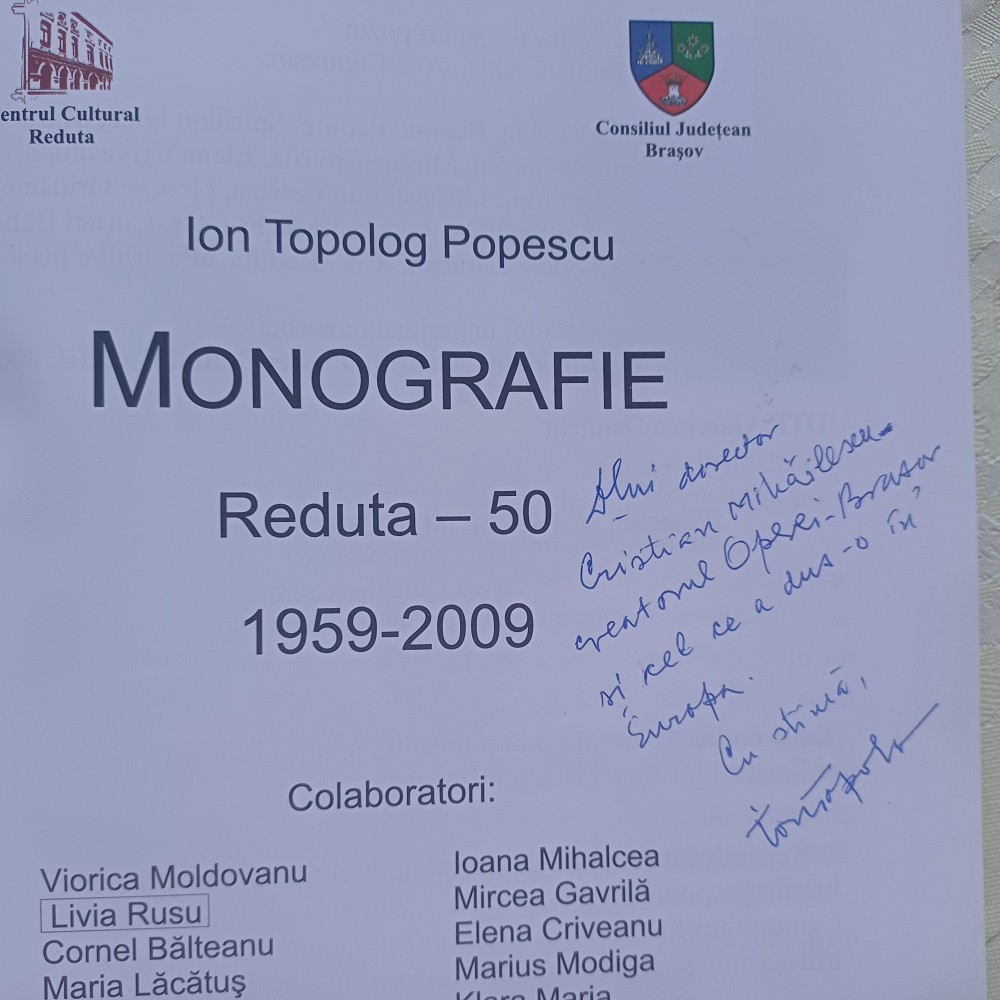 entrul Cultural
Reduta
Consiliul Județean
Brașov
Ion Topolog Popescu
MONOGRAFIE
Reduta – 50
1959-2009
Dlui director
Cristian Mihăilescu
creatorul Operei-Brașov
și cel ce a dus-o în
Europa.
Cu stimă,
Colaboratori:
Viorica Moldovanu
Livia Rusu
Cornel Bălteanu
Maria Lăcătuș
Ioana Mihalcea
Mircea Gavrilă
Elena Criveanu
Marius Modiga
Klara Maria